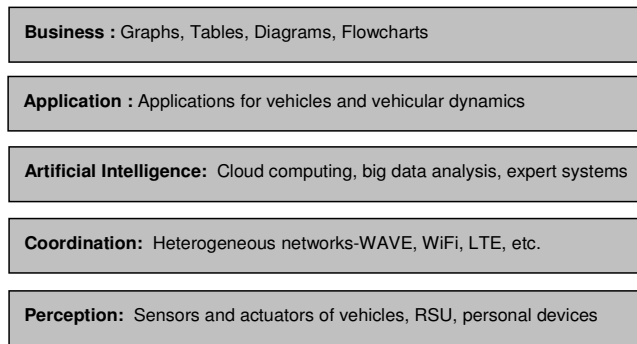 Business : Graphs, Tables, Diagrams, Flowcharts
Application : Applications for vehicles and vehicular dynamics
Artificial Intelligence: Cloud computing, big data analysis, expert systems
Coordination: Heterogeneous networks-WAVE, WiFi, LTE, etc.
Perception: Sensors and actuators of vehicles, RSU, personal devices